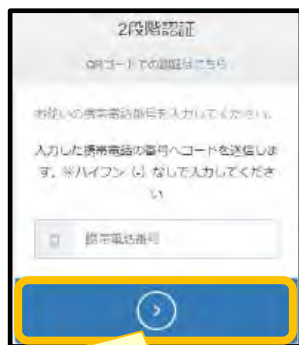 2段階認証
QRコードでの認証はこちら
お使いの携帯電話番号を入力してください。
入力した携帯電話の番号へコードを送信しま
す。※ハイフン（-）なしで入力してくださ
い
携帯電話番号